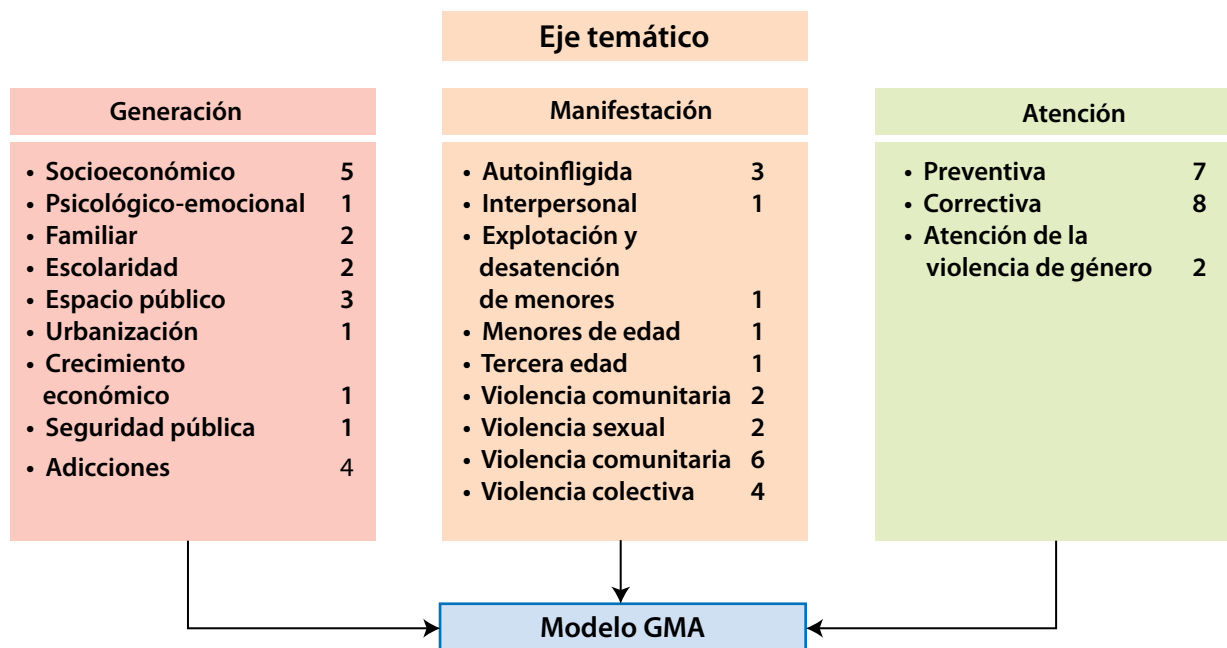 Eje temático
Generación
• Socioeconómico 5
• Psicológico-emocional 1
• Familiar 2
• Escolaridad 2
• Espacio público 3
• Urbanización 1
• Crecimiento
económico 1
• Seguridad pública 1
• Adicciones 4
Manifestación
• Autoinfligida 3
• Interpersonal 1
• Explotación y
desatención
de menores 1
• Menores de edad 1
• Tercera edad 1
• Violencia comunitaria 2
• Violencia sexual 2
• Violencia comunitaria 6
• Violencia colectiva 4
Atención
• Preventiva 7
• Correctiva 8
• Atención de la
violencia de género 2
Modelo GMA